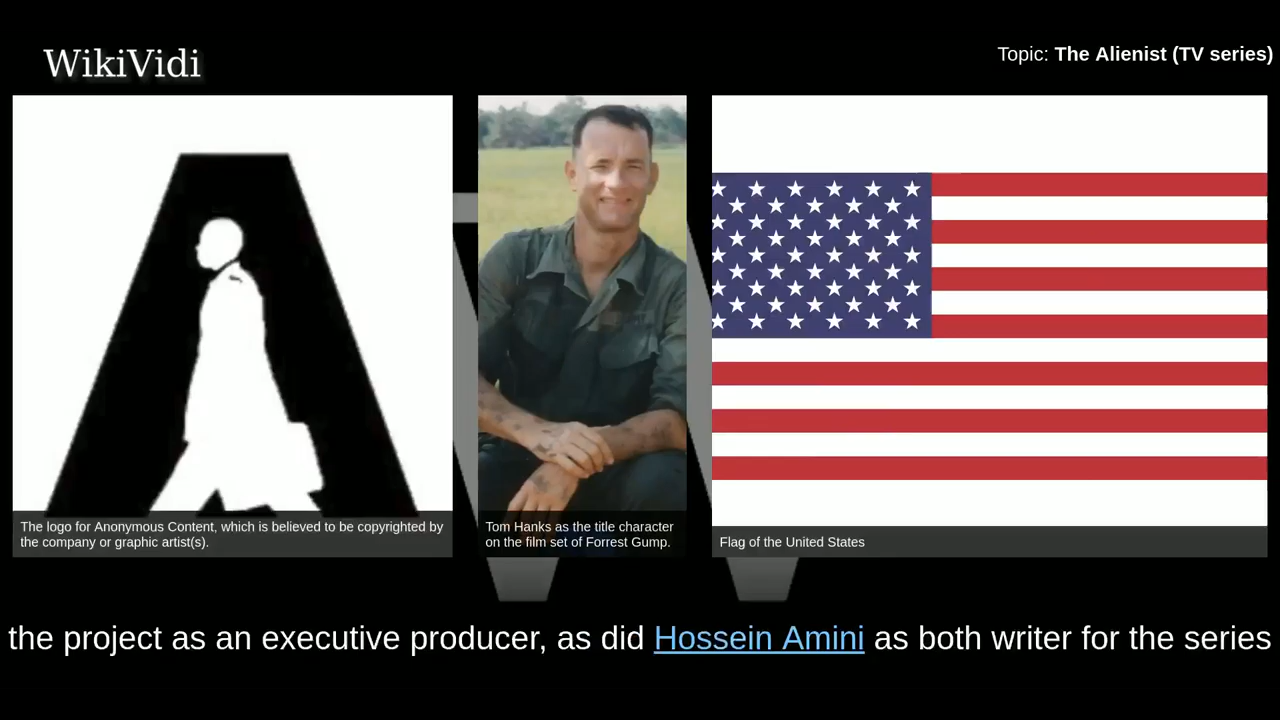 WikiVidi
Topic: The Alienist (TV series)
The logo for Anonymous Content, which is believed to be copyrighted by
the company or graphic artist(s).
Tom Hanks as the title character
on the film set of Forrest Gump.
Flag of the United States
the project as an executive producer, as did Hossein Amini as both writer for the series